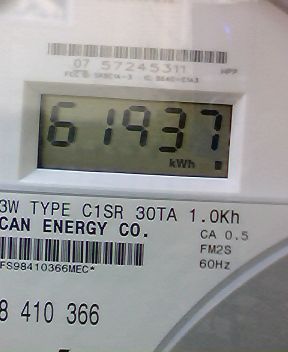 07 57245311
61937
kWh
3W TYPE C1SR 30TA 1.0Kh
CAN ENERGY CO.
CA 0.5
FM2S
60Hz
FS98410366MEC*
8 410 366